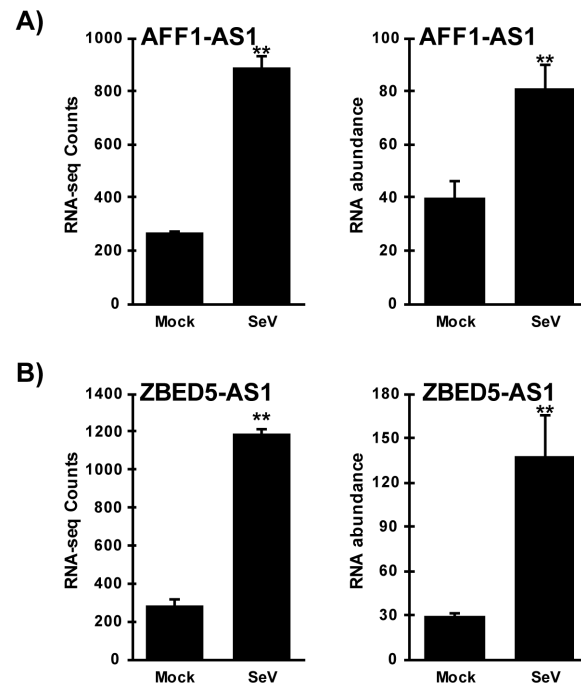 A)
AFF1-AS1
**
RNA-seq Counts
1000
800
600
400
200
0
Mock SeV
AFF1-AS1
**
RNA abundance
100
80
60
40
20
0
Mock SeV
B)
ZBED5-AS1
**
RNA-seq Counts
1400
1200
1000
800
600
400
200
0
Mock SeV
ZBED5-AS1
**
RNA abundance
180
150
120
90
60
30
0
Mock SeV